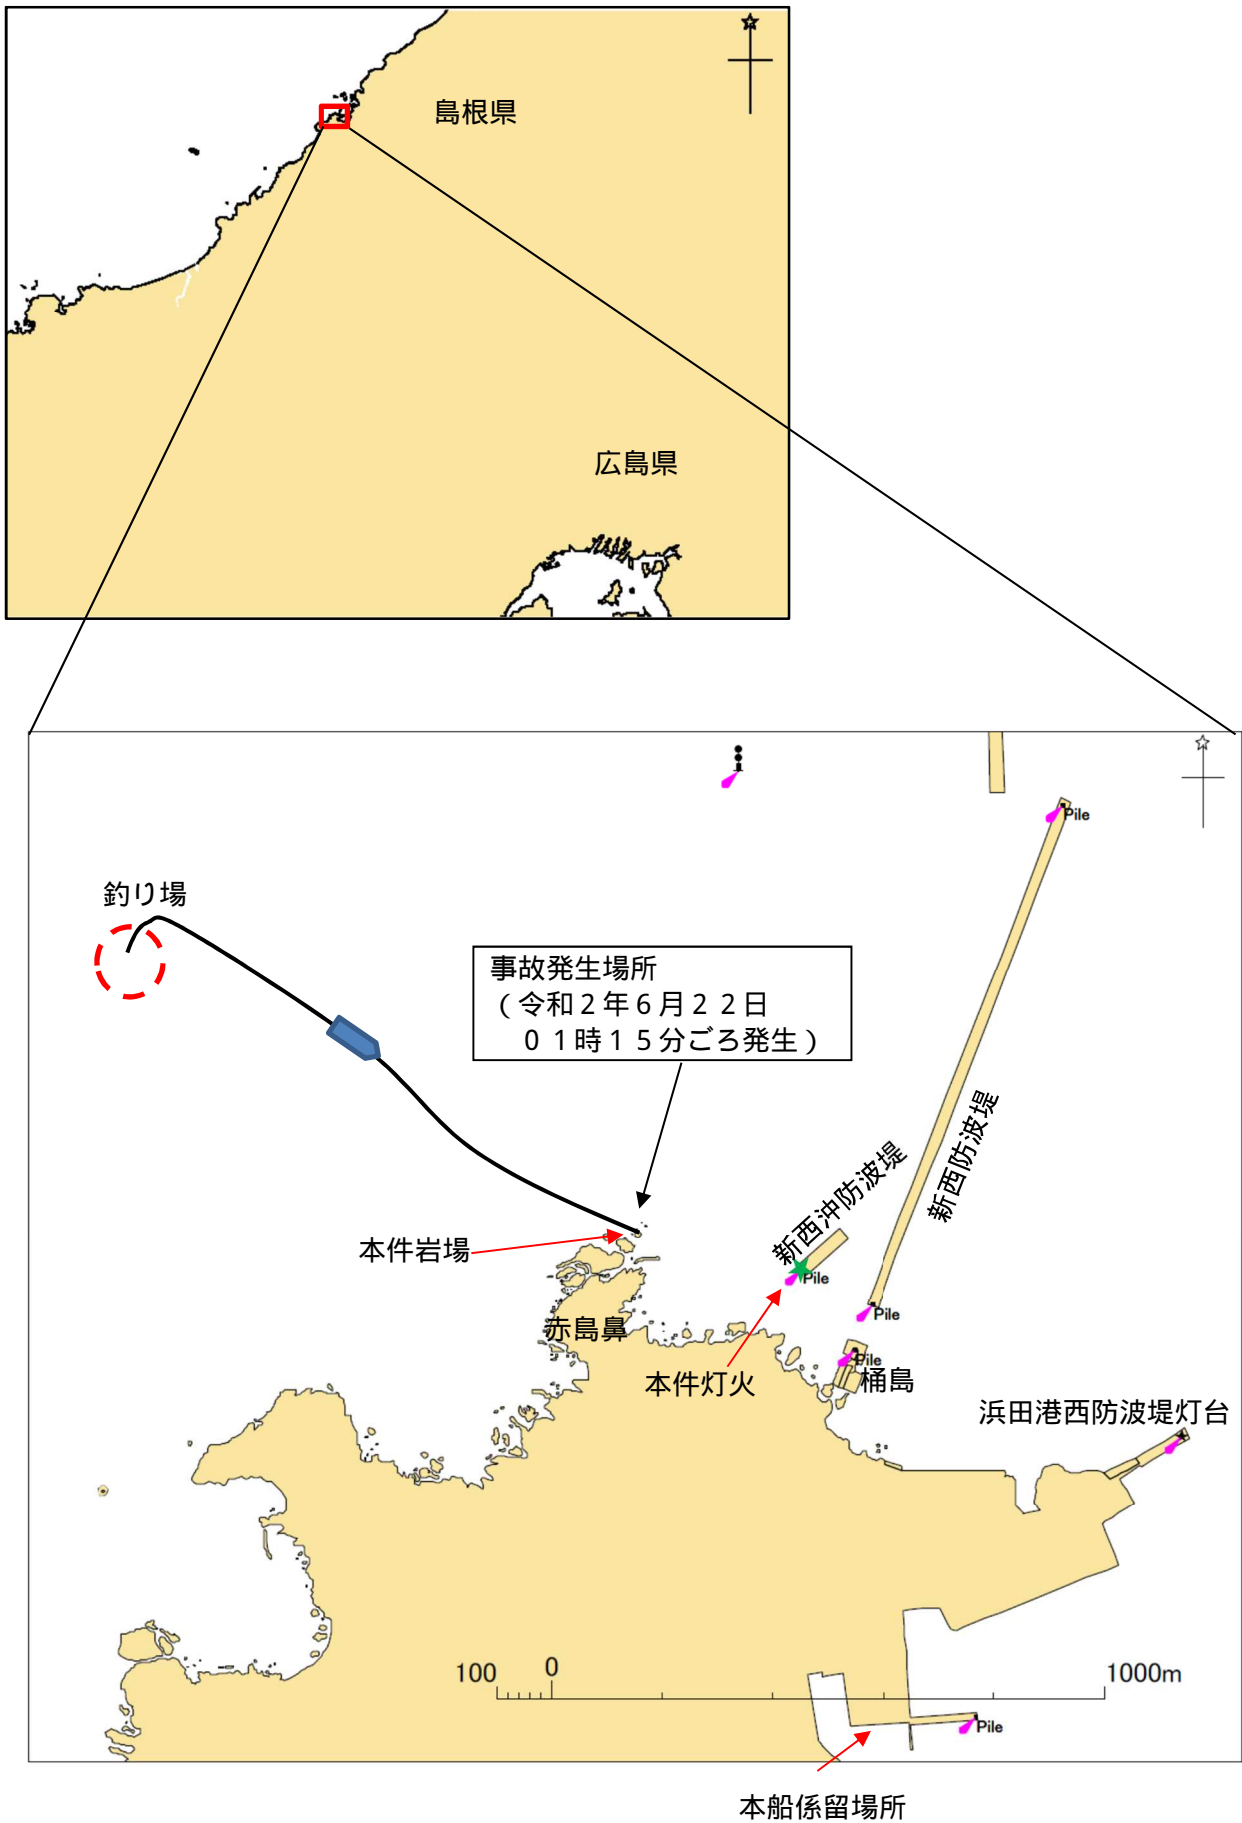 島根県
広島県
Pile
釣り場
事故発生場所
（令和２年６月２２日
０１時１５分ごろ発生）
新西防波堤
新西沖防波堤
本件岩場
Pile
Pile
赤島鼻
Pile
本件灯火
桶島
浜田港西防波堤灯台
100 0 1000m
Pile
本船係留場所